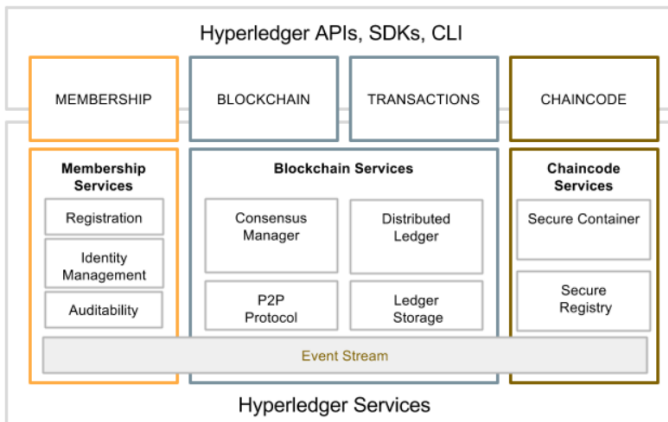 Hyperledger APIs, SDKs, CLI
MEMBERSHIP
BLOCKCHAIN
TRANSACTIONS
CHAINCODE
Membership
Services
Registration
Identity
Management
Auditability
Blockchain Services
Consensus
Manager
Distributed
Ledger
P2P
Protocol
Ledger
Storage
Chaincode
Services
Secure Container
Secure
Registry
Event Stream
Hyperledger Services